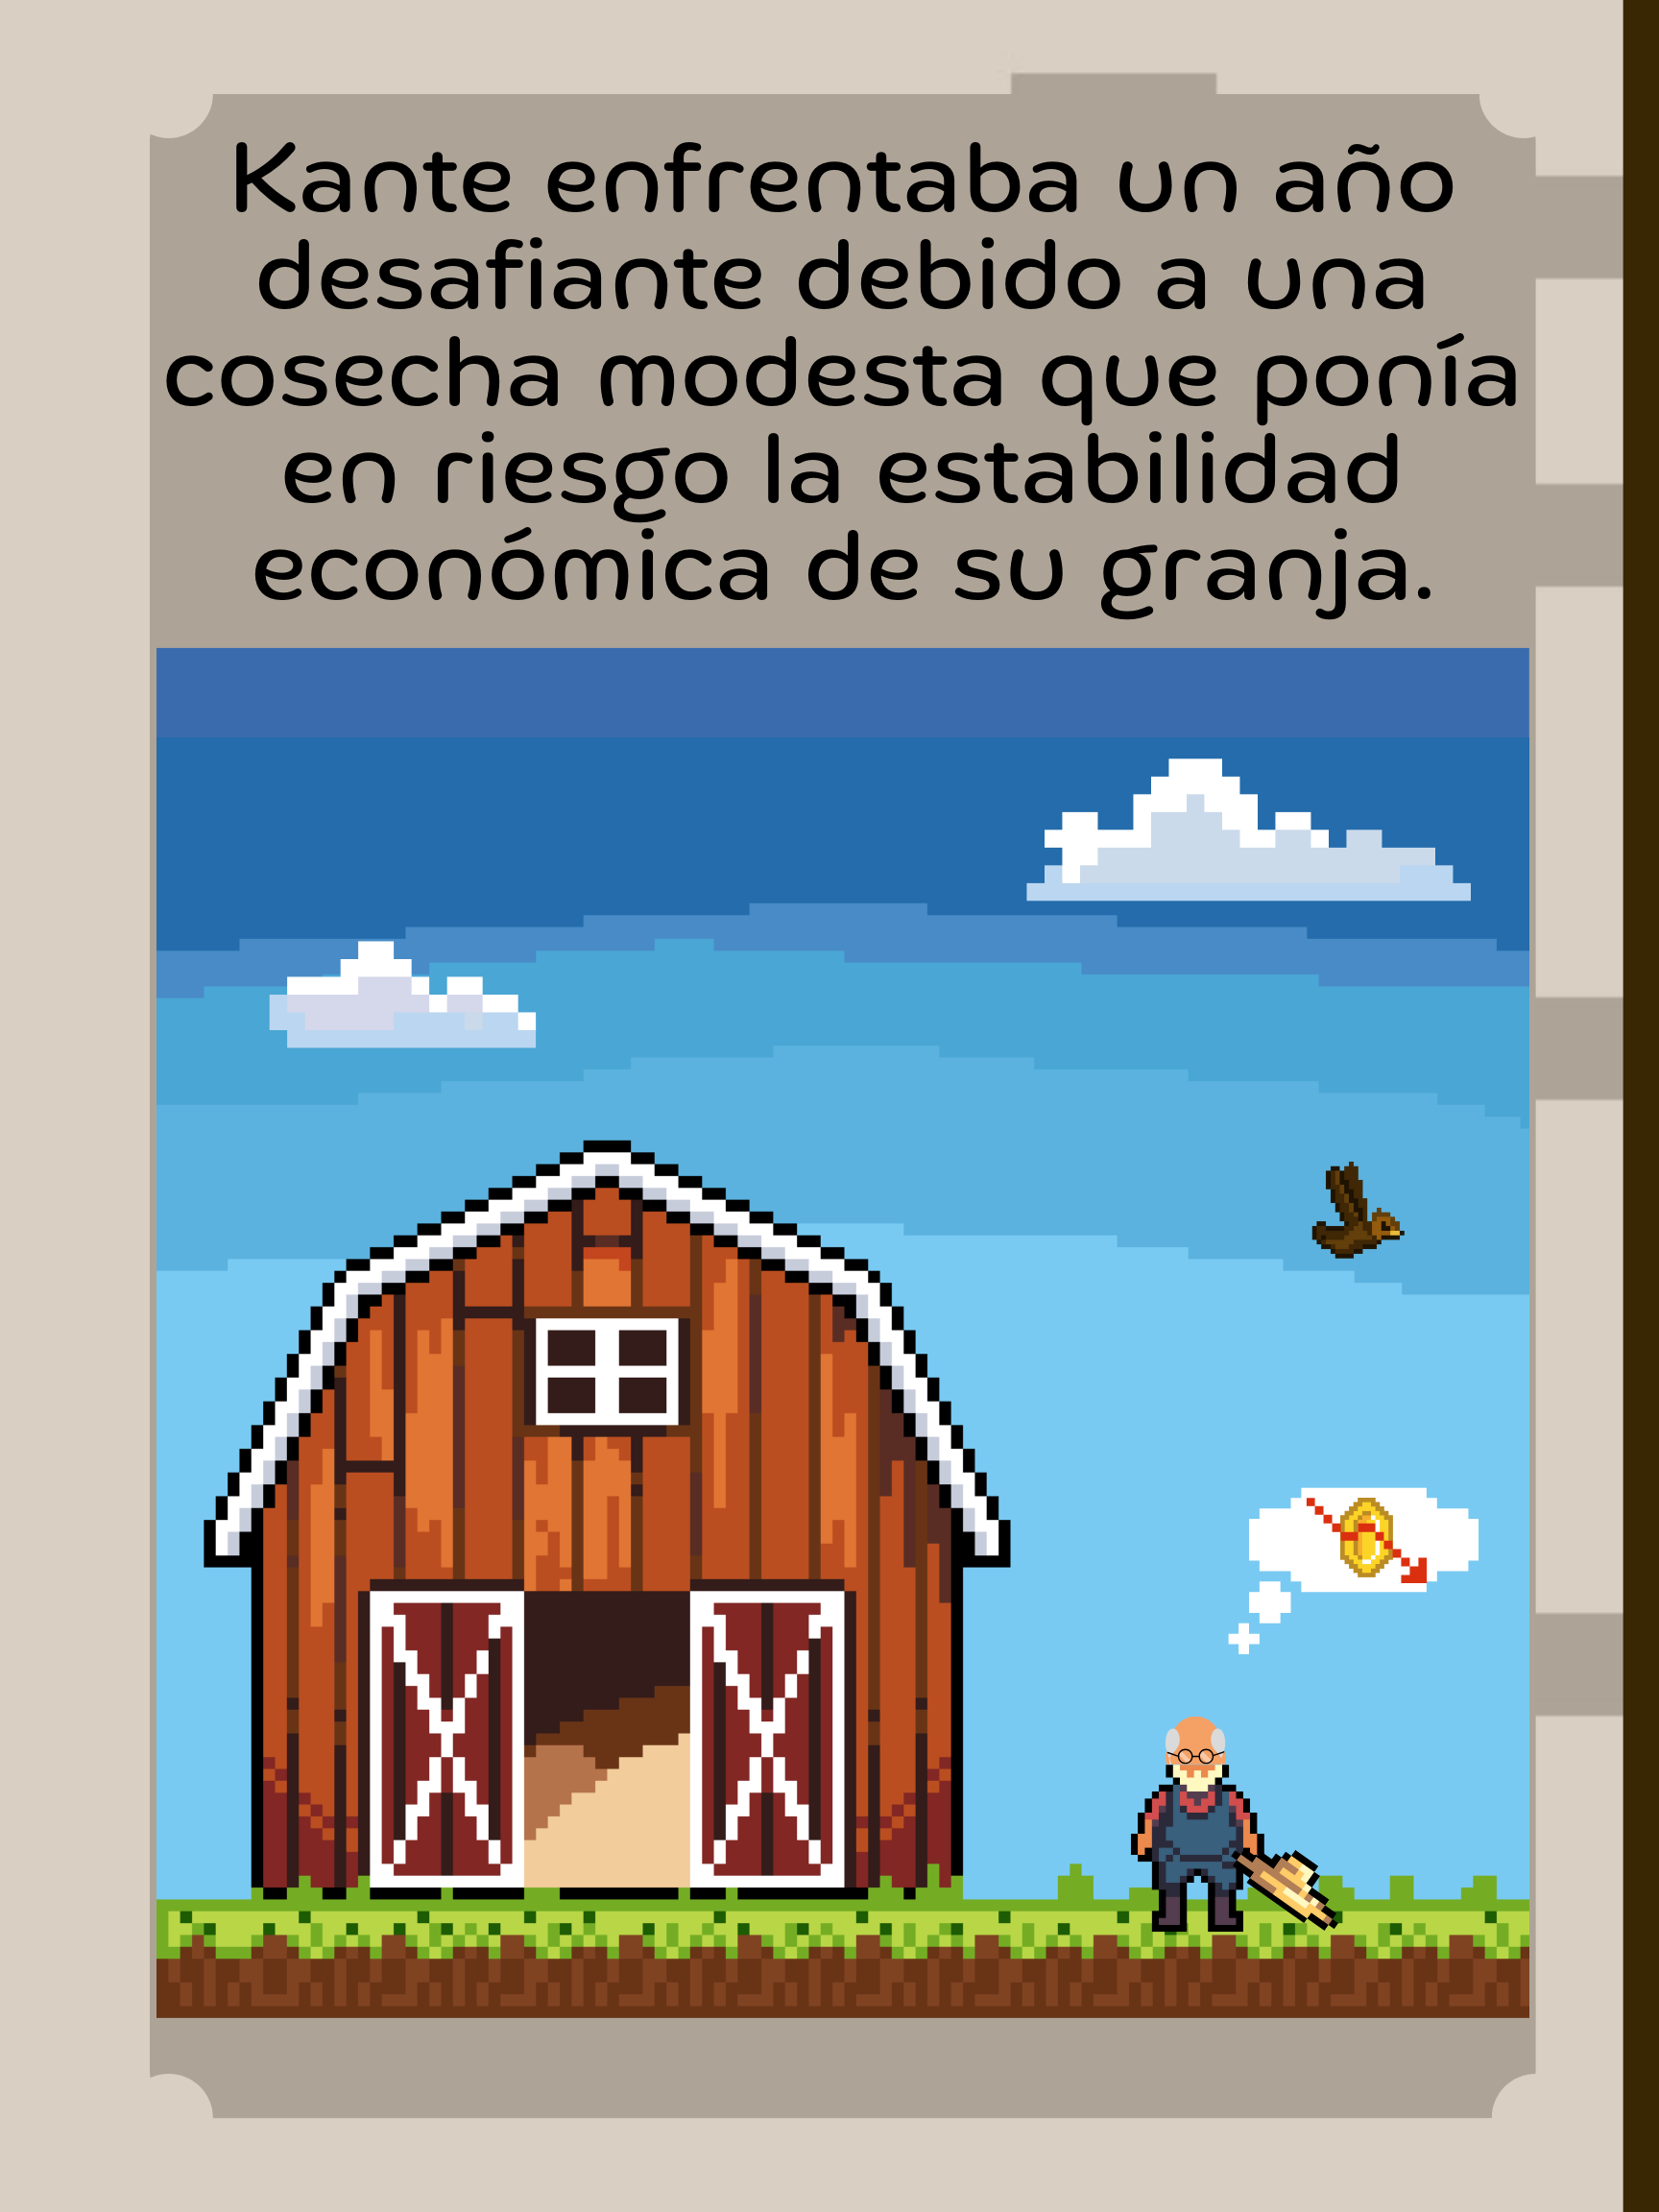 Kante enfrentaba un año
desafiante debido a una
cosecha modesta que ponía
en riesgo la estabilidad
económica de su granja.